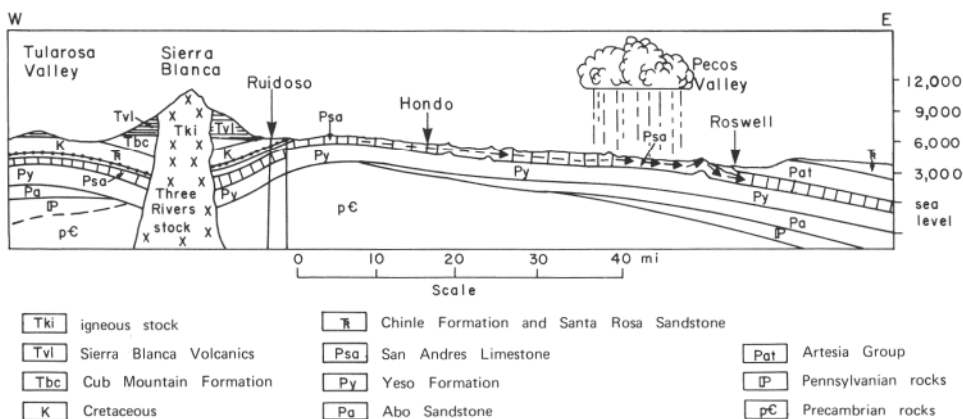 W E
Tularosa Valley
Sierra Blanca
Ruidoso
Hondo
Pecos Valley
Roswell
12,000
9,000
6,000
3,000
sea level
Tvl
Tki
Tvl
Tbc
K
K
Psa
Psa
Psa
Pat
Ꞧ
Ꞧ
Py
Py
Py
Py
Py
Pa
Pa
ℙ
ℙ
p€
p€
Three Rivers stock
X X X X X X X X X X X
0 10 20 30 40 mi
Scale
Tki igneous stock
Tvl Sierra Blanca Volcanics
Tbc Cub Mountain Formation
K Cretaceous
Ꞧ Chinle Formation and Santa Rosa Sandstone
Psa San Andres Limestone
Py Yeso Formation
Pa Abo Sandstone
Pat Artesia Group
ℙ Pennsylvanian rocks
p€ Precambrian rocks